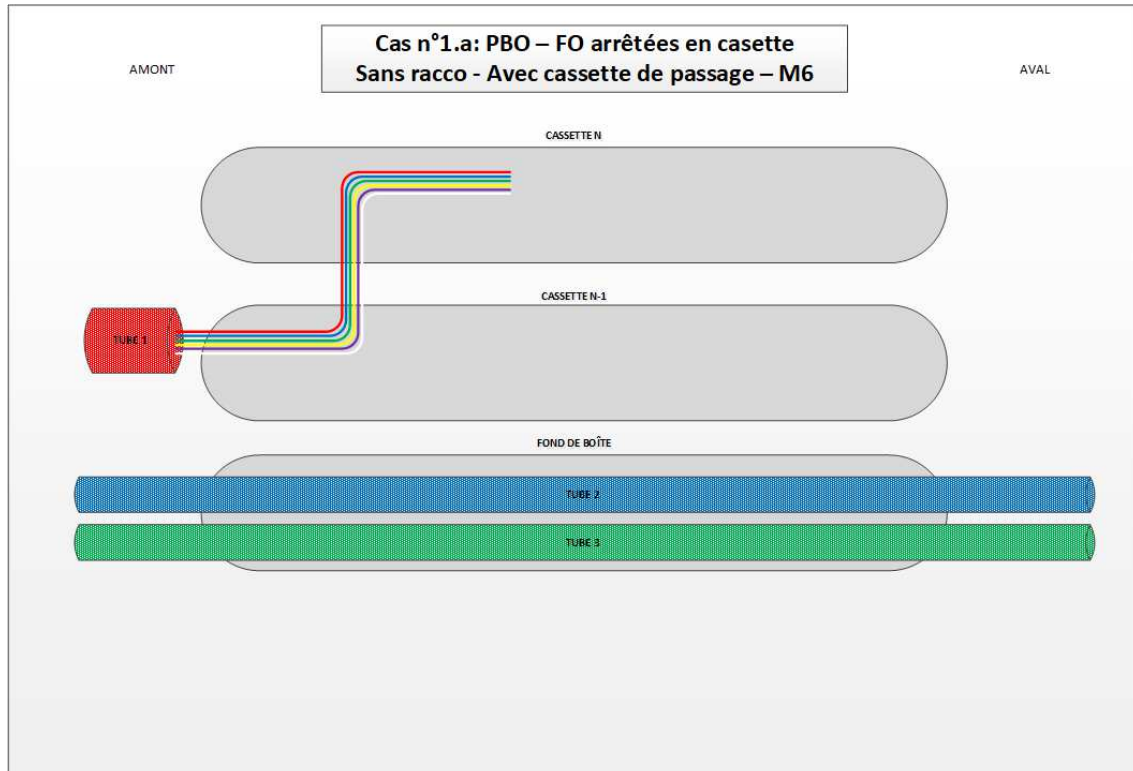 Cas n°1.a: PBO – FO arrêtées en casette
Sans racco - Avec cassette de passage – M6
AMONT
AVAL
CASSETTE N
CASSETTE N-1
TUBE 1
FOND DE BOÎTE
TUBE 2
TUBE 3